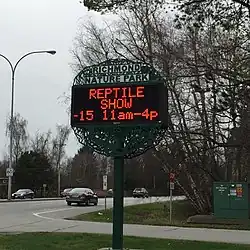 RICHMOND
NATURE PARK
REPTILE
SHOW
-15 11am-4p